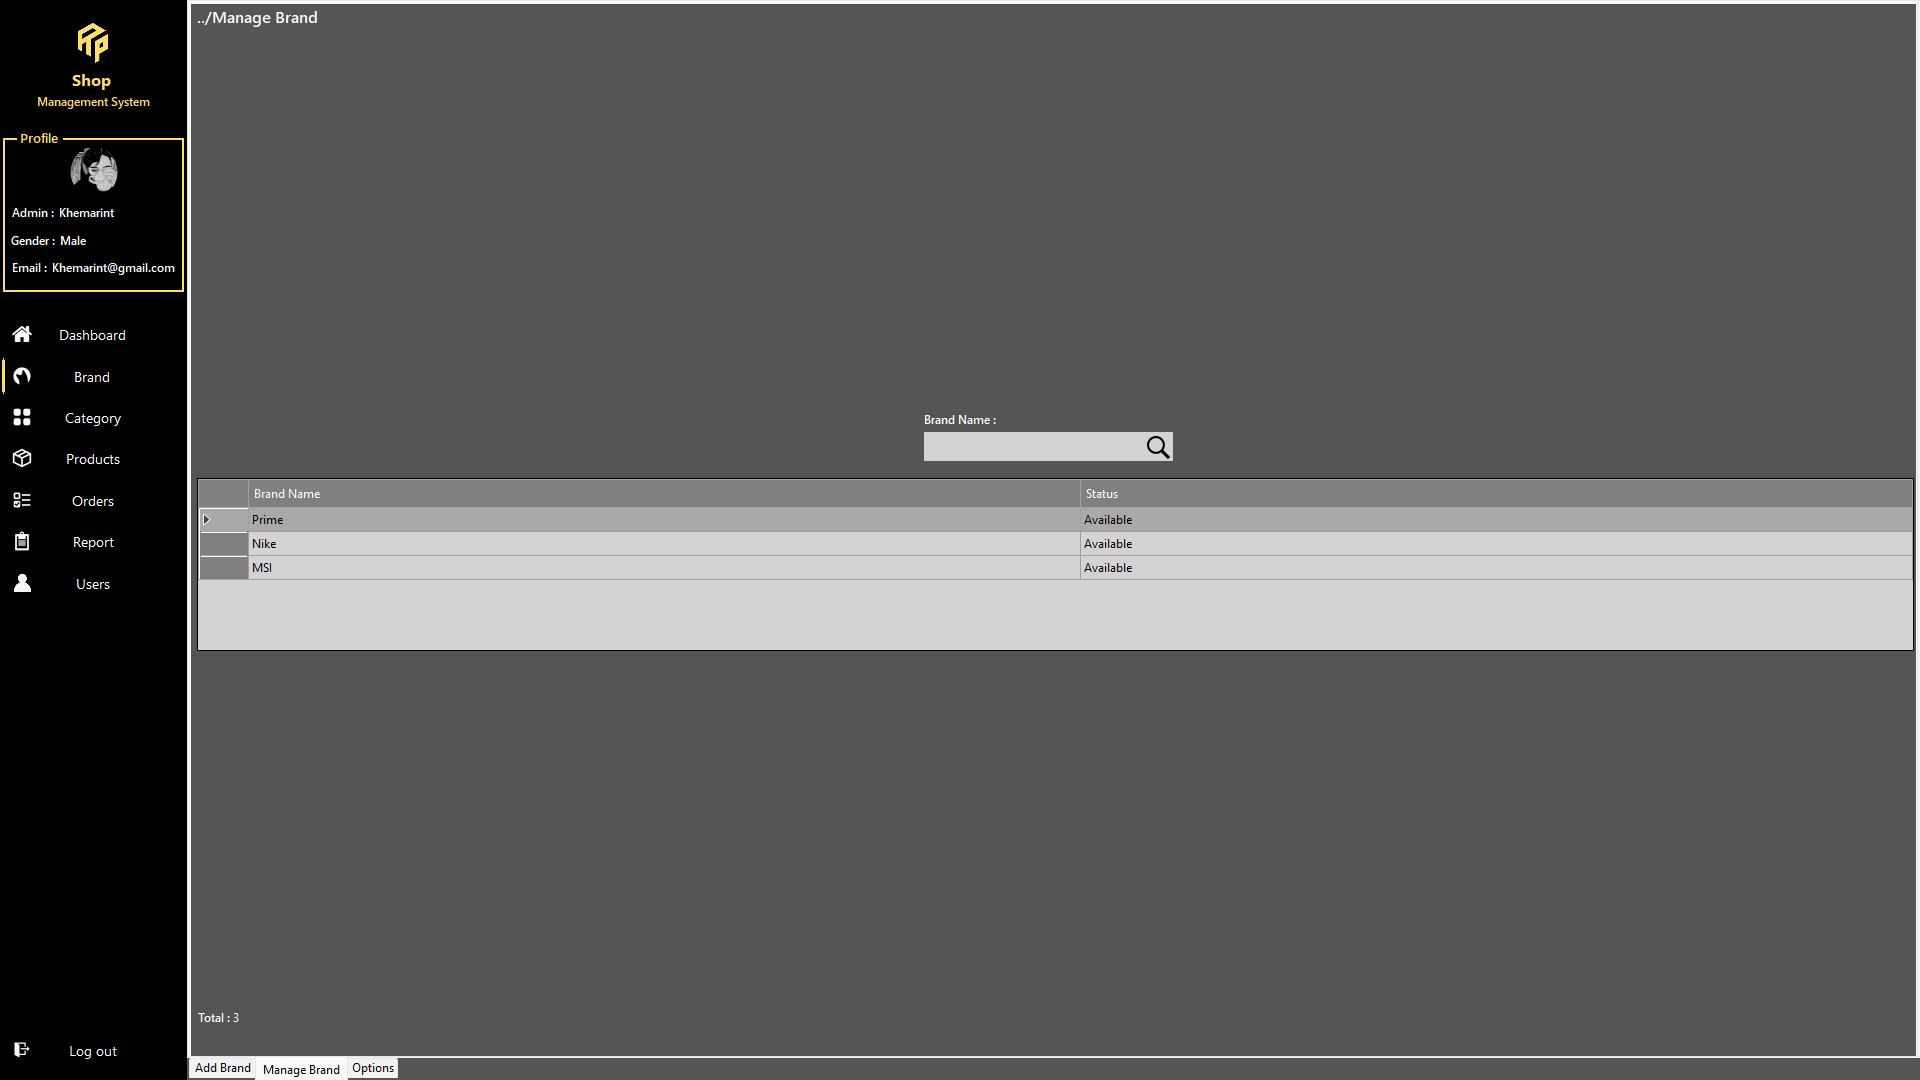 Shop
Management System
Profile
Admin : Khemarint
Gender : Male
Email : Khemarint@gmail.com
Dashboard
Brand
Category
Products
Orders
Report
Users
Log out
../Manage Brand
Brand Name :
Brand Name Status
Prime Available
Nike Available
MSI Available
Total : 3
Add Brand Manage Brand Options